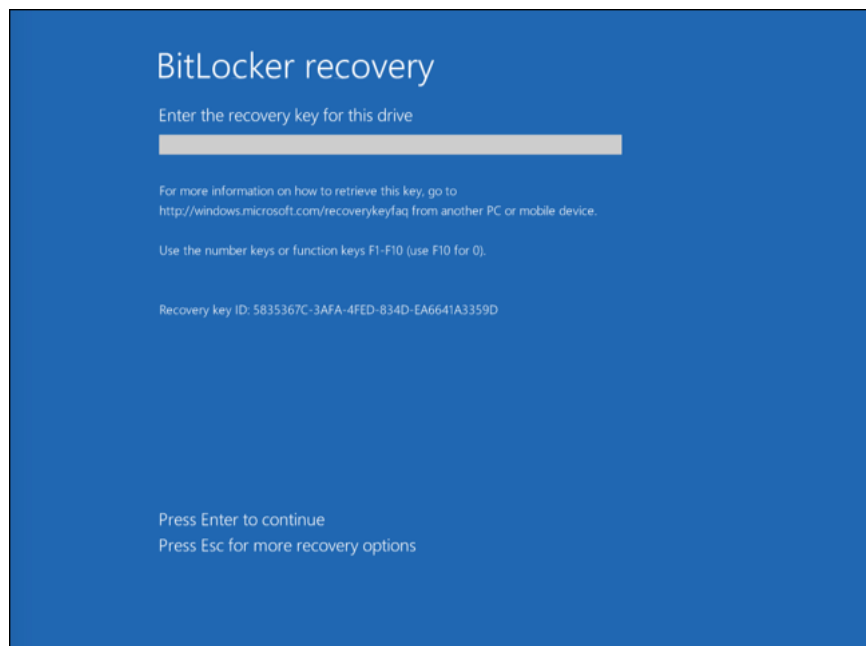 BitLocker recovery
Enter the recovery key for this drive
For more information on how to retrieve this key, go to
http://windows.microsoft.com/recoverykeyfaq from another PC or mobile device.
Use the number keys or function keys F1-F10 (use F10 for 0).
Recovery key ID: 5835367C-3AFA-4FED-834D-EA6641A3359D
Press Enter to continue
Press Esc for more recovery options